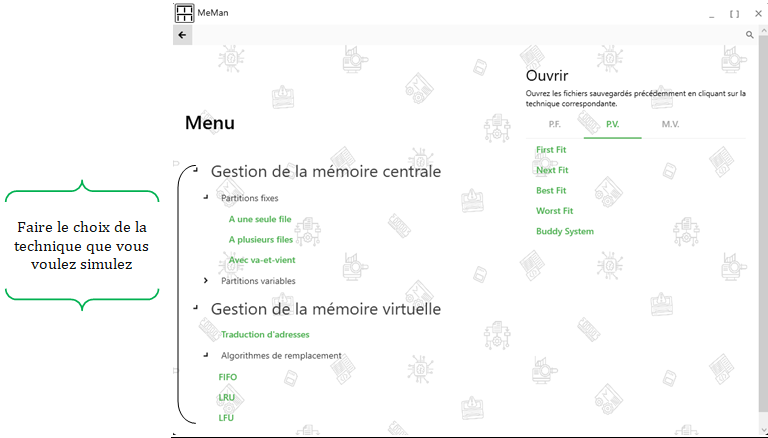 MeMan
Faire le choix de la
technique que vous
voulez simulez
Menu
Gestion de la mémoire centrale
Partitions fixes
A une seule file
A plusieurs files
Avec va-et-vient
Partitions variables
Gestion de la mémoire virtuelle
Traduction d'adresses
Algorithmes de remplacement
FIFO
LRU
LFU
Ouvrir
Ouvrez les fichiers sauvegardés précédemment en cliquant sur la
technique correspondante.
P.F. P.V. M.V.
First Fit
Next Fit
Best Fit
Worst Fit
Buddy System